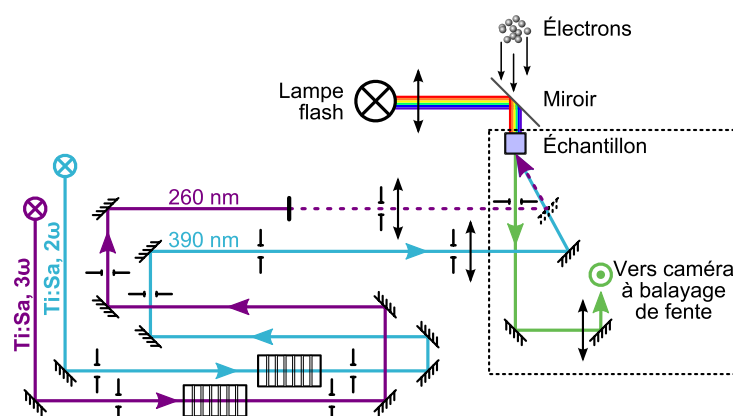 Électrons
Lampe
flash
Miroir
Échantillon
260 nm
390 nm
Ti:Sa, 3ω
Ti:Sa, 2ω
Vers caméra
à balayage
de fente